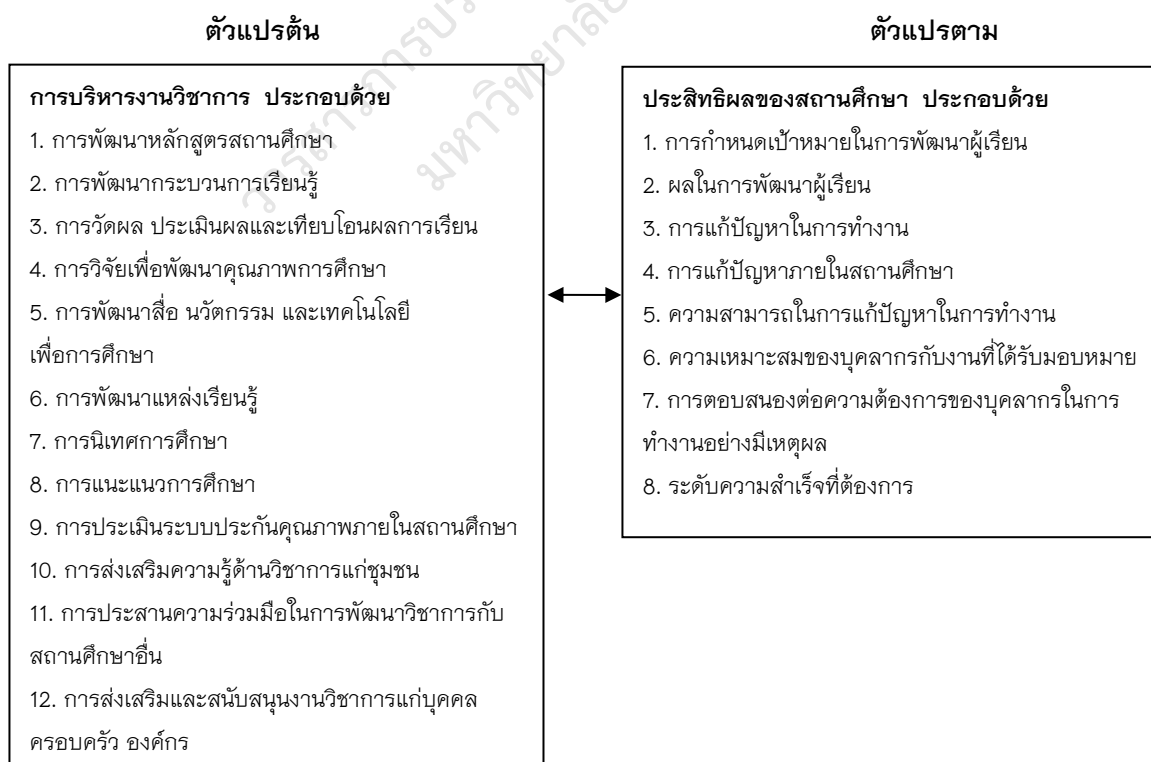 ตัวแปรต้น
การบริหารงานวิชาการ ประกอบด้วย
1. การพัฒนาหลักสูตรสถานศึกษา
2. การพัฒนากระบวนการเรียนรู้
3. การวัดผล ประเมินผลและเทียบโอนผลการเรียน
4. การวิจัยเพื่อพัฒนาคุณภาพการศึกษา
5. การพัฒนาสื่อ นวัตกรรม และเทคโนโลยี
เพื่อการศึกษา
6. การพัฒนาแหล่งเรียนรู้
7. การนิเทศการศึกษา
8. การแนะแนวการศึกษา
9. การประเมินระบบประกันคุณภาพภายในสถานศึกษา
10. การส่งเสริมความรู้ด้านวิชาการแก่ชุมชน
11. การประสานความร่วมมือในการพัฒนาวิชาการกับ
สถานศึกษาอื่น
12. การส่งเสริมและสนับสนุนงานวิชาการแก่บุคคล
ครอบครัว องค์กร
ตัวแปรตาม
ประสิทธิผลของสถานศึกษา ประกอบด้วย
1. การกำหนดเป้าหมายในการพัฒนาผู้เรียน
2. ผลในการพัฒนาผู้เรียน
3. การแก้ปัญหาในการทำงาน
4. การแก้ปัญหาภายในสถานศึกษา
5. ความสามารถในการแก้ปัญหาในการทำงาน
6. ความเหมาะสมของบุคลากรกับงานที่ได้รับมอบหมาย
7. การตอบสนองต่อความต้องการของบุคลากรในการ
ทำงานอย่างมีเหตุผล
8. ระดับความสำเร็จที่ต้องการ
วารสารการบริ
มหาวิทยาลัย